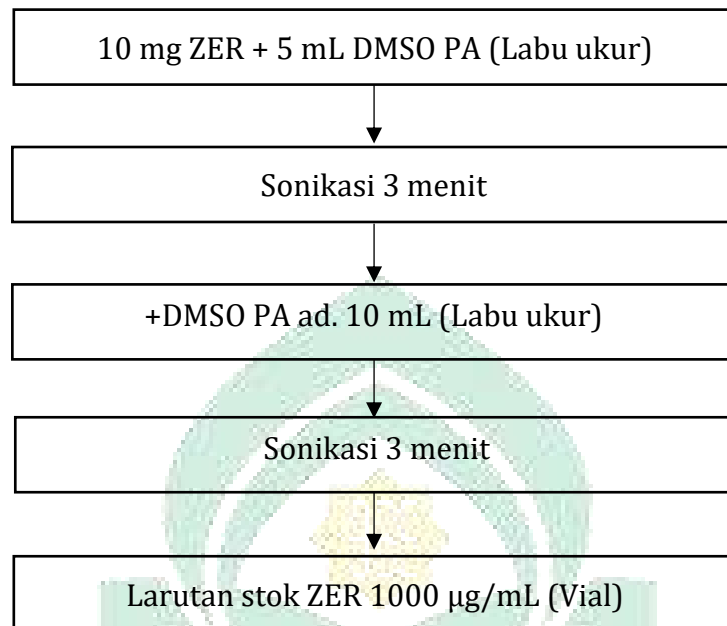 10 mg ZER + 5 mL DMSO PA (Labu ukur)
Sonikasi 3 menit
+DMSO PA ad. 10 mL (Labu ukur)
Sonikasi 3 menit
Larutan stok ZER 1000 µg/mL (Vial)